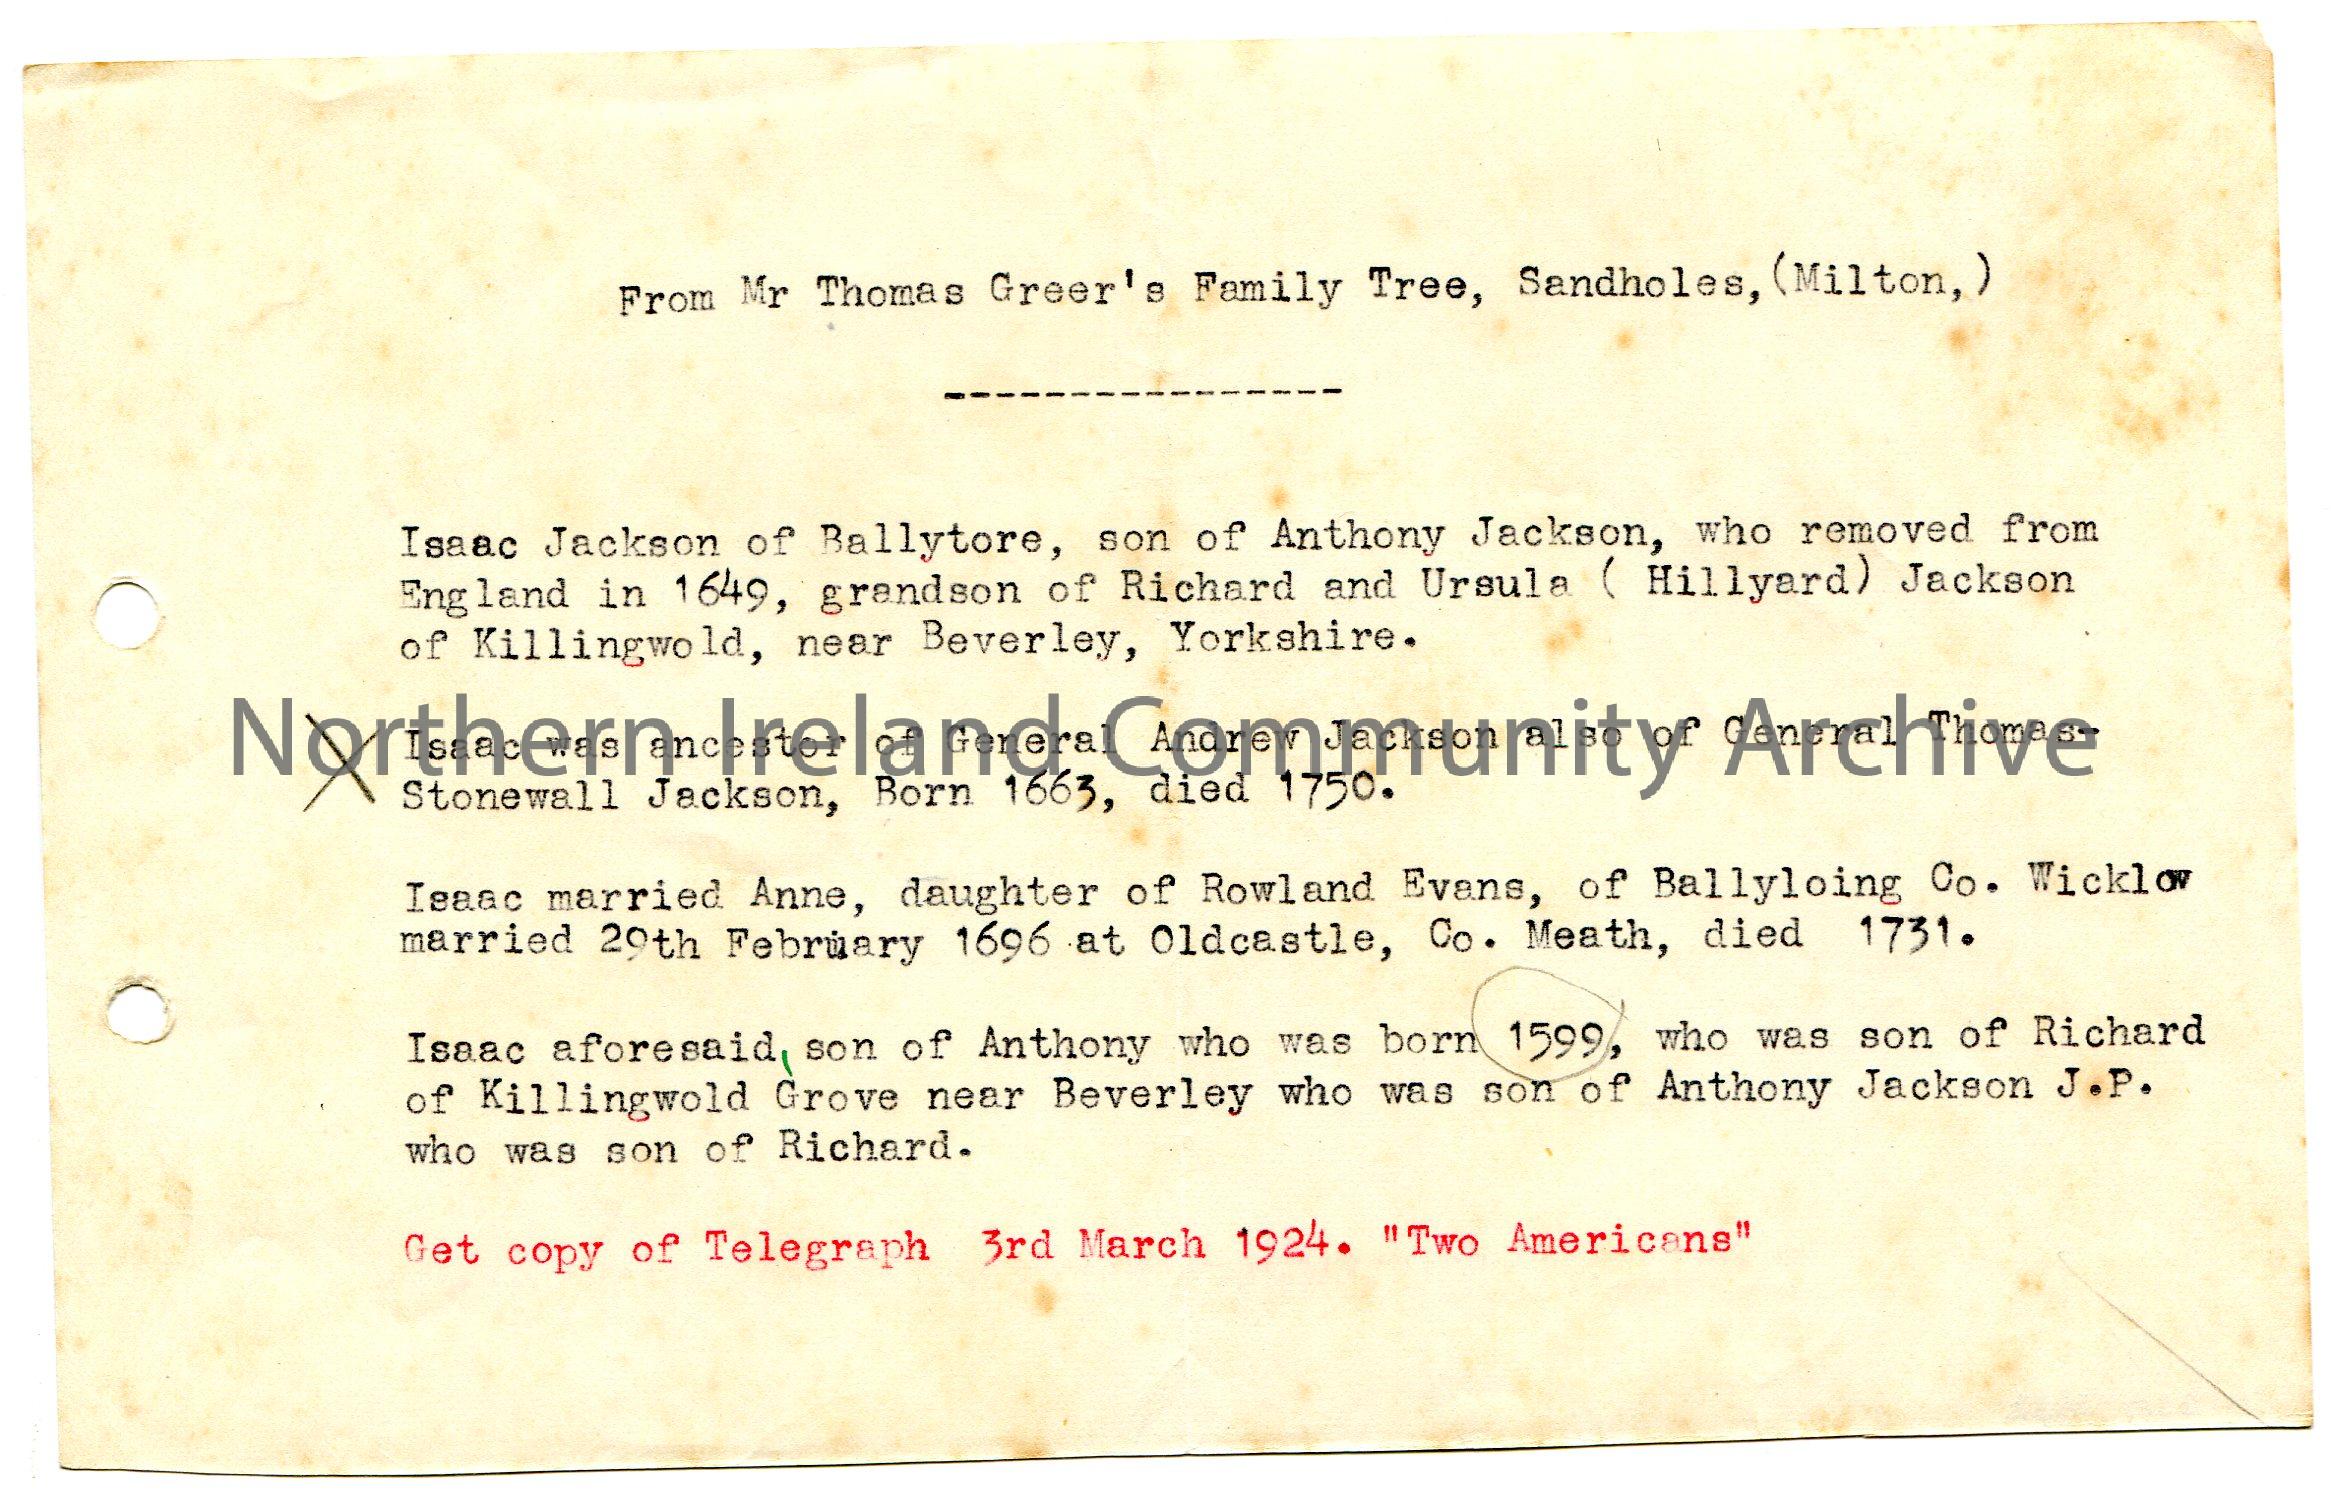 From Mr Thomas Greer's Family Tree, Sandholes, (Milton,)
-----------------
Isaac Jackson of Ballytore, son of Anthony Jackson, who removed from
England in 1649, grandson of Richard and Ursula ( Hillyard) Jackson
of Killingwold, near Beverley, Yorkshire.
Northern Ireland Community Archive
X Isaac was ancestor of General Andrew Jackson also of General Thomas-
Stonewall Jackson, Born 1663, died 1750.
Isaac married Anne, daughter of Rowland Evans, of Ballyloing Co. Wicklow
married 29th February 1696 at Oldcastle, Co. Meath, died 1731.
Isaac aforesaid, son of Anthony who was born 1599, who was son of Richard
of Killingwold Grove near Beverley who was son of Anthony Jackson J.P.
who was son of Richard.
Get copy of Telegraph 3rd March 1924. "Two Americans"